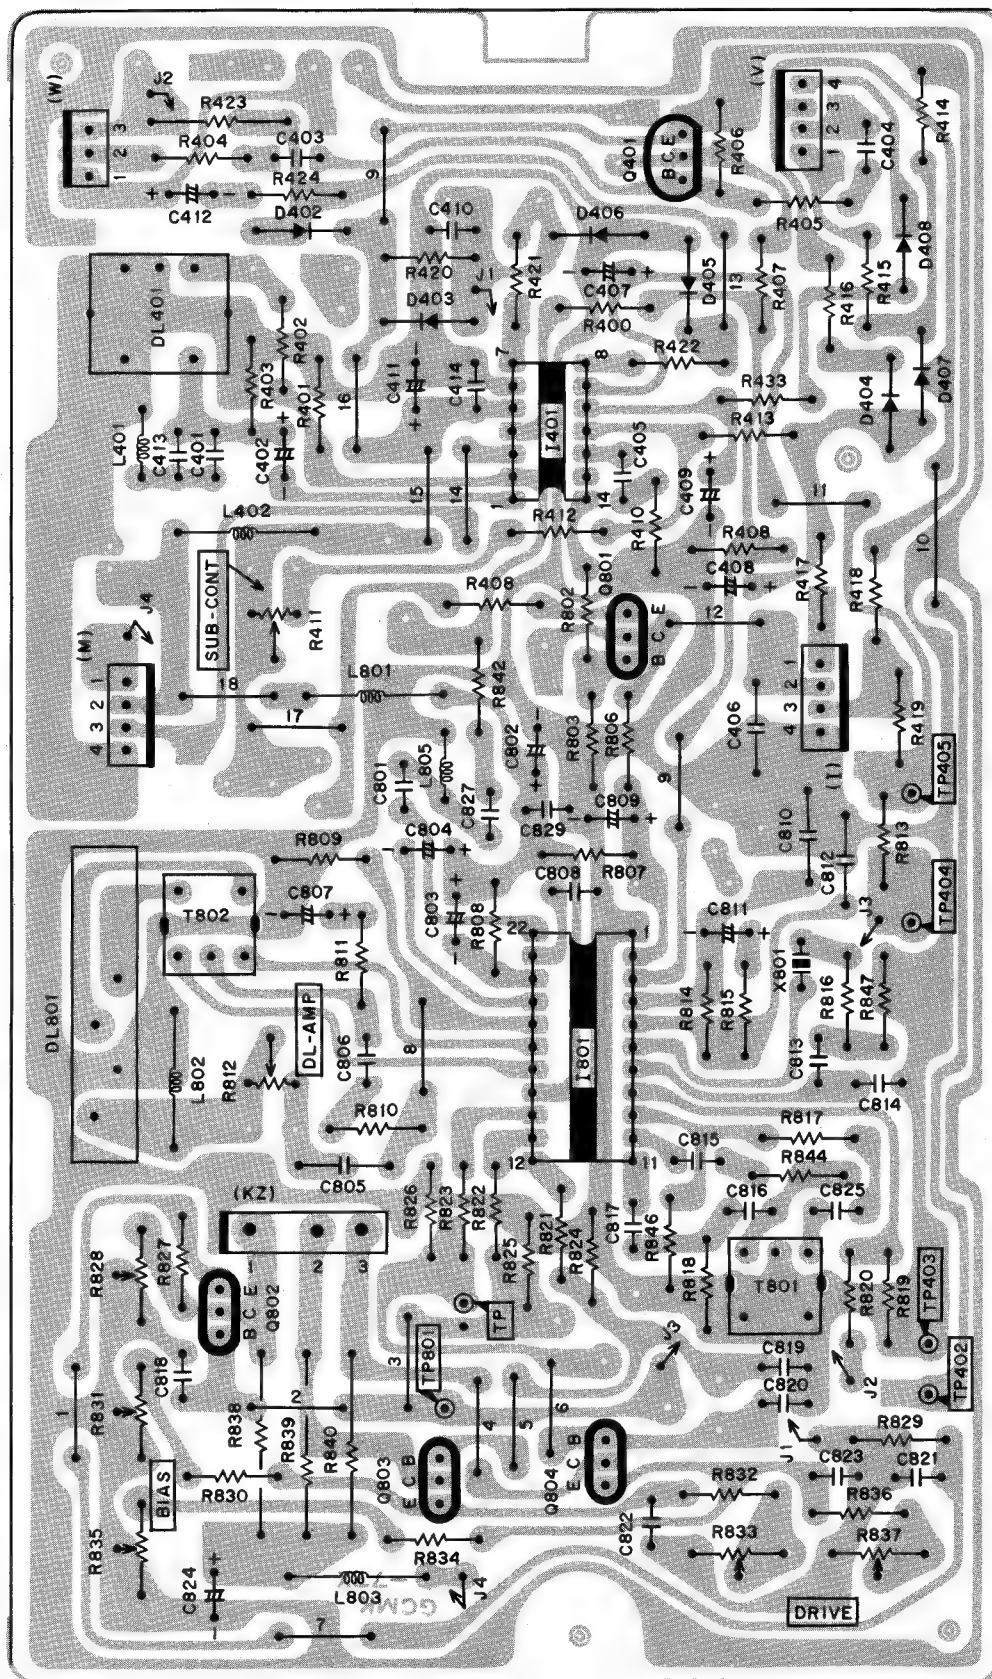 (W)
J2
3
2
1
R423
R404
C403
+
-
R424
C412
D402
9
C410
R420
J1
D403
R421
D406
-
+
C407
R400
Q401
B C E
R406
(V)
4
3
2
1
C404
R414
R405
D405
13
R407
R416
R415
D408
DL401
R402
R403
R401
16
C411
-
+
C414
7
8
R422
R433
R413
D404
D407
L401
C413
C401
C402
+
-
15
14
1
I401
14
C405
R410
C409
+
-
11
10
L402
R412
R408
C408
-
+
R417
R418
SUB-CONT
R411
J4
(M)
1
2
3
4
18
17
L801
R408
R842
R802
Q801
B C E
12
C406
1
2
3
4
(I)
R419
TP405
C801
L805
C827
C802
-
+
R803
R806
9
C829
C809
-
+
C810
C812
R813
TP404
R809
C804
-
+
C803
+
-
R808
C808
R807
C811
-
+
J3
DL801
T802
C807
-
+
R811
22
1
X801
R816
R847
R814
R815
L802
R812
DL-AMP
C806
8
I801
C813
C814
R810
R817
R844
C805
12
11
C815
C816
C825
(KZ)
1
2
3
R826
R823
R822
R825
R821
R824
C817
R846
R818
T801
R820
R819
TP403
R828
R827
B C E
Q802
TP
TP801
3
J3
C819
C820
J2
TP402
1
R831
C818
R838
2
R839
R840
4
5
6
J1
R829
C823
C821
BIAS
R830
Q803
E C B
Q804
E C B
R832
R836
R835
R834
C822
R833
R837
C824
+
-
L803
J4
GCMK
7
DRIVE